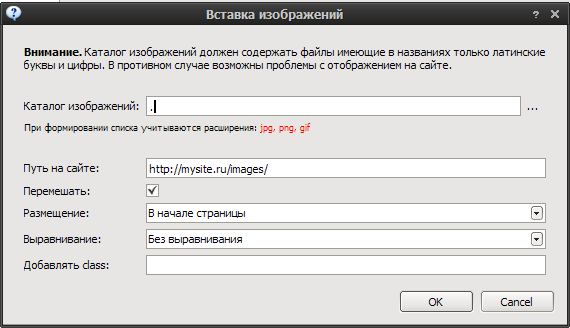 Вставка изображений
Внимание. Каталог изображений должен содержать файлы имеющие в названиях только латинские
буквы и цифры. В противном случае возможны проблемы с отображением на сайте.
Каталог изображений: . ...
При формировании списка учитываются расширения: jpg, png, gif
Путь на сайте: http://mysite.ru/images/
Перемешать:
Размещение: В начале страницы
Выравнивание: Без выравнивания
Добавлять class:
OK Cancel